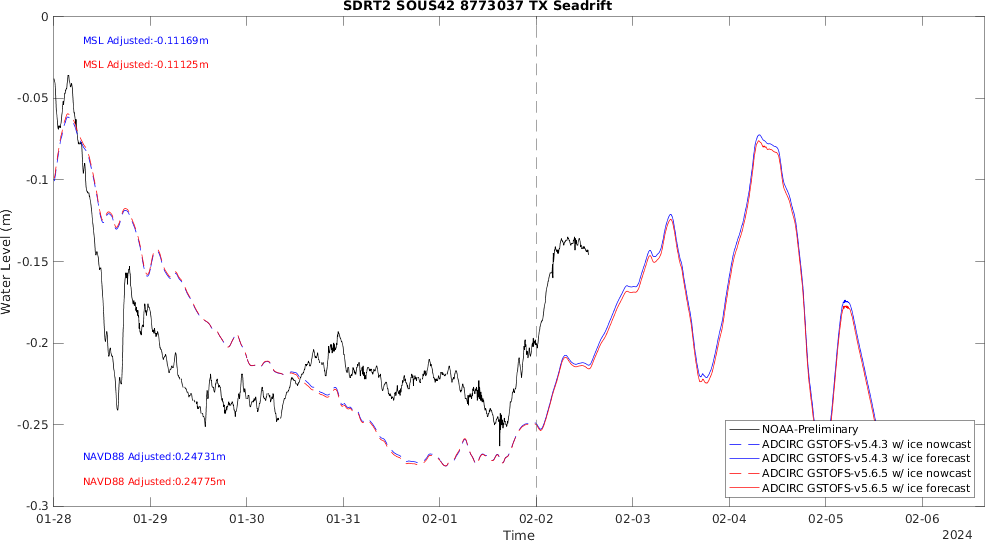 SDRT2 SOUS42 8773037 TX Seadrift
0
MSL Adjusted:-0.11169m
MSL Adjusted:-0.11125m
-0.05
-0.1
-0.15
-0.2
-0.25
-0.3
Water Level (m)
NAVD88 Adjusted:0.24731m
NAVD88 Adjusted:0.24775m
NOAA-Preliminary
ADCIRC GSTOFS-v5.4.3 w/ ice nowcast
ADCIRC GSTOFS-v5.4.3 w/ ice forecast
ADCIRC GSTOFS-v5.6.5 w/ ice nowcast
ADCIRC GSTOFS-v5.6.5 w/ ice forecast
01-28 01-29 01-30 01-31 02-01 02-02 02-03 02-04 02-05 02-06
Time
2024